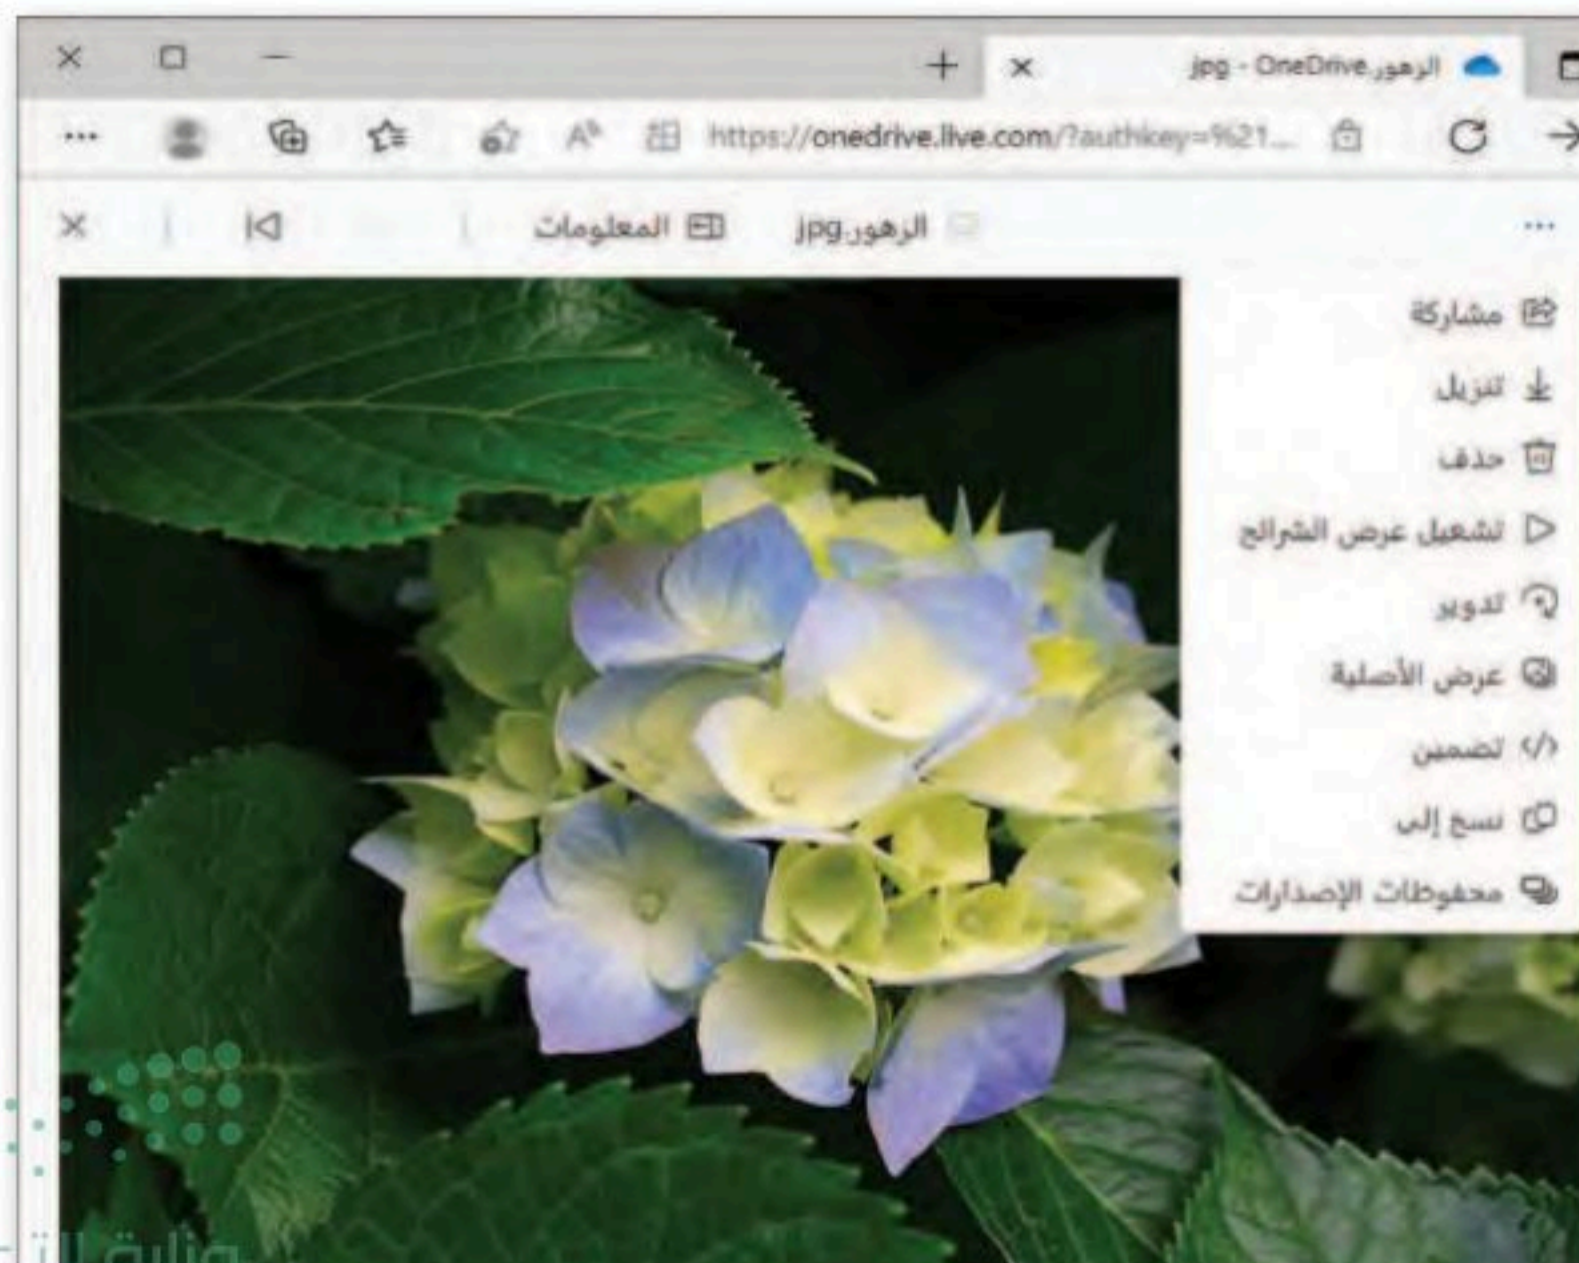 الزهور.jpg - OneDrive
https://onedrive.live.com/?authkey=%21...
الزهور.jpg
المعلومات
مشاركة
تنزيل
حذف
تشغيل عرض الشرائح
تدوير
عرض الأصلية
تضمين
نسخ إلى
محفوظات الإصدارات